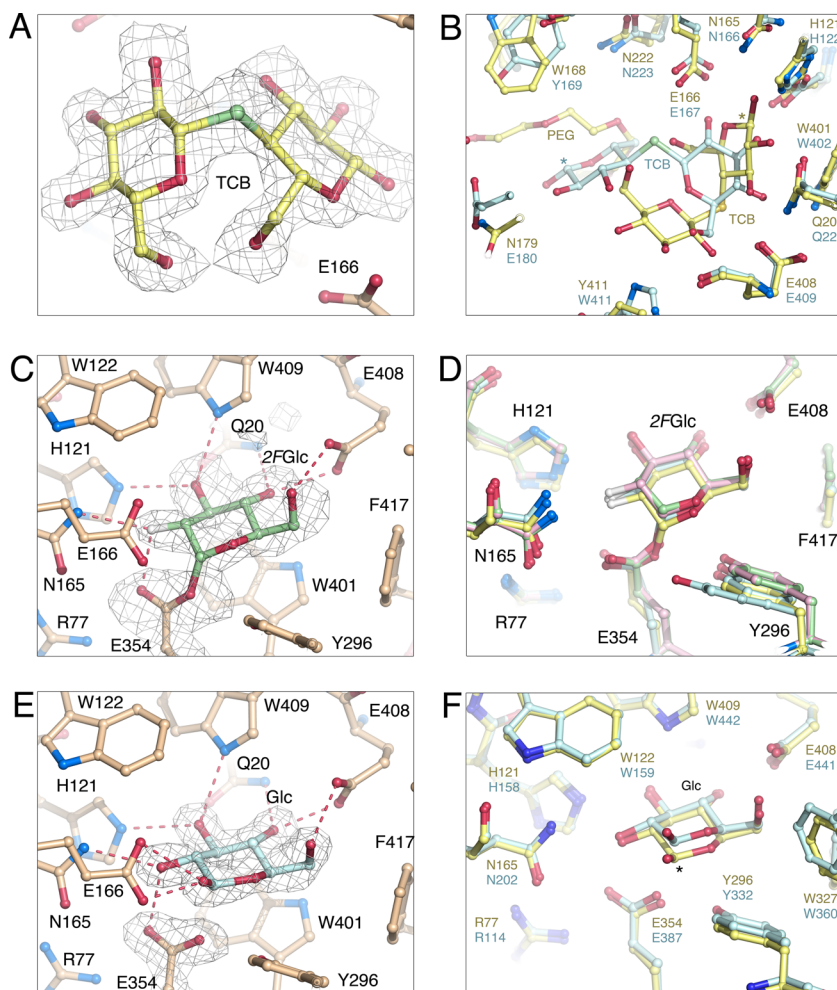 A
TCB
E166
B
N165
N166
H121
H122
N222
N223
W168
Y169
E166
E167
PEG
*
*
TCB
TCB
W401
W402
N179
E180
Q20
Q22
Y411
W411
E408
E409
C
W122
W409
E408
Q20
2FGlc
H121
E166
F417
N165
W401
R77
E354
Y296
D
H121
2FGlc
E408
N165
F417
R77
E354
Y296
E
W122
W409
E408
Q20
H121
Glc
F417
E166
N165
W401
R77
E354
Y296
F
W409
W442
W122
W159
E408
E441
H121
H158
Glc
N165
N202
*
Y296
Y332
W327
W360
R77
R114
E354
E387